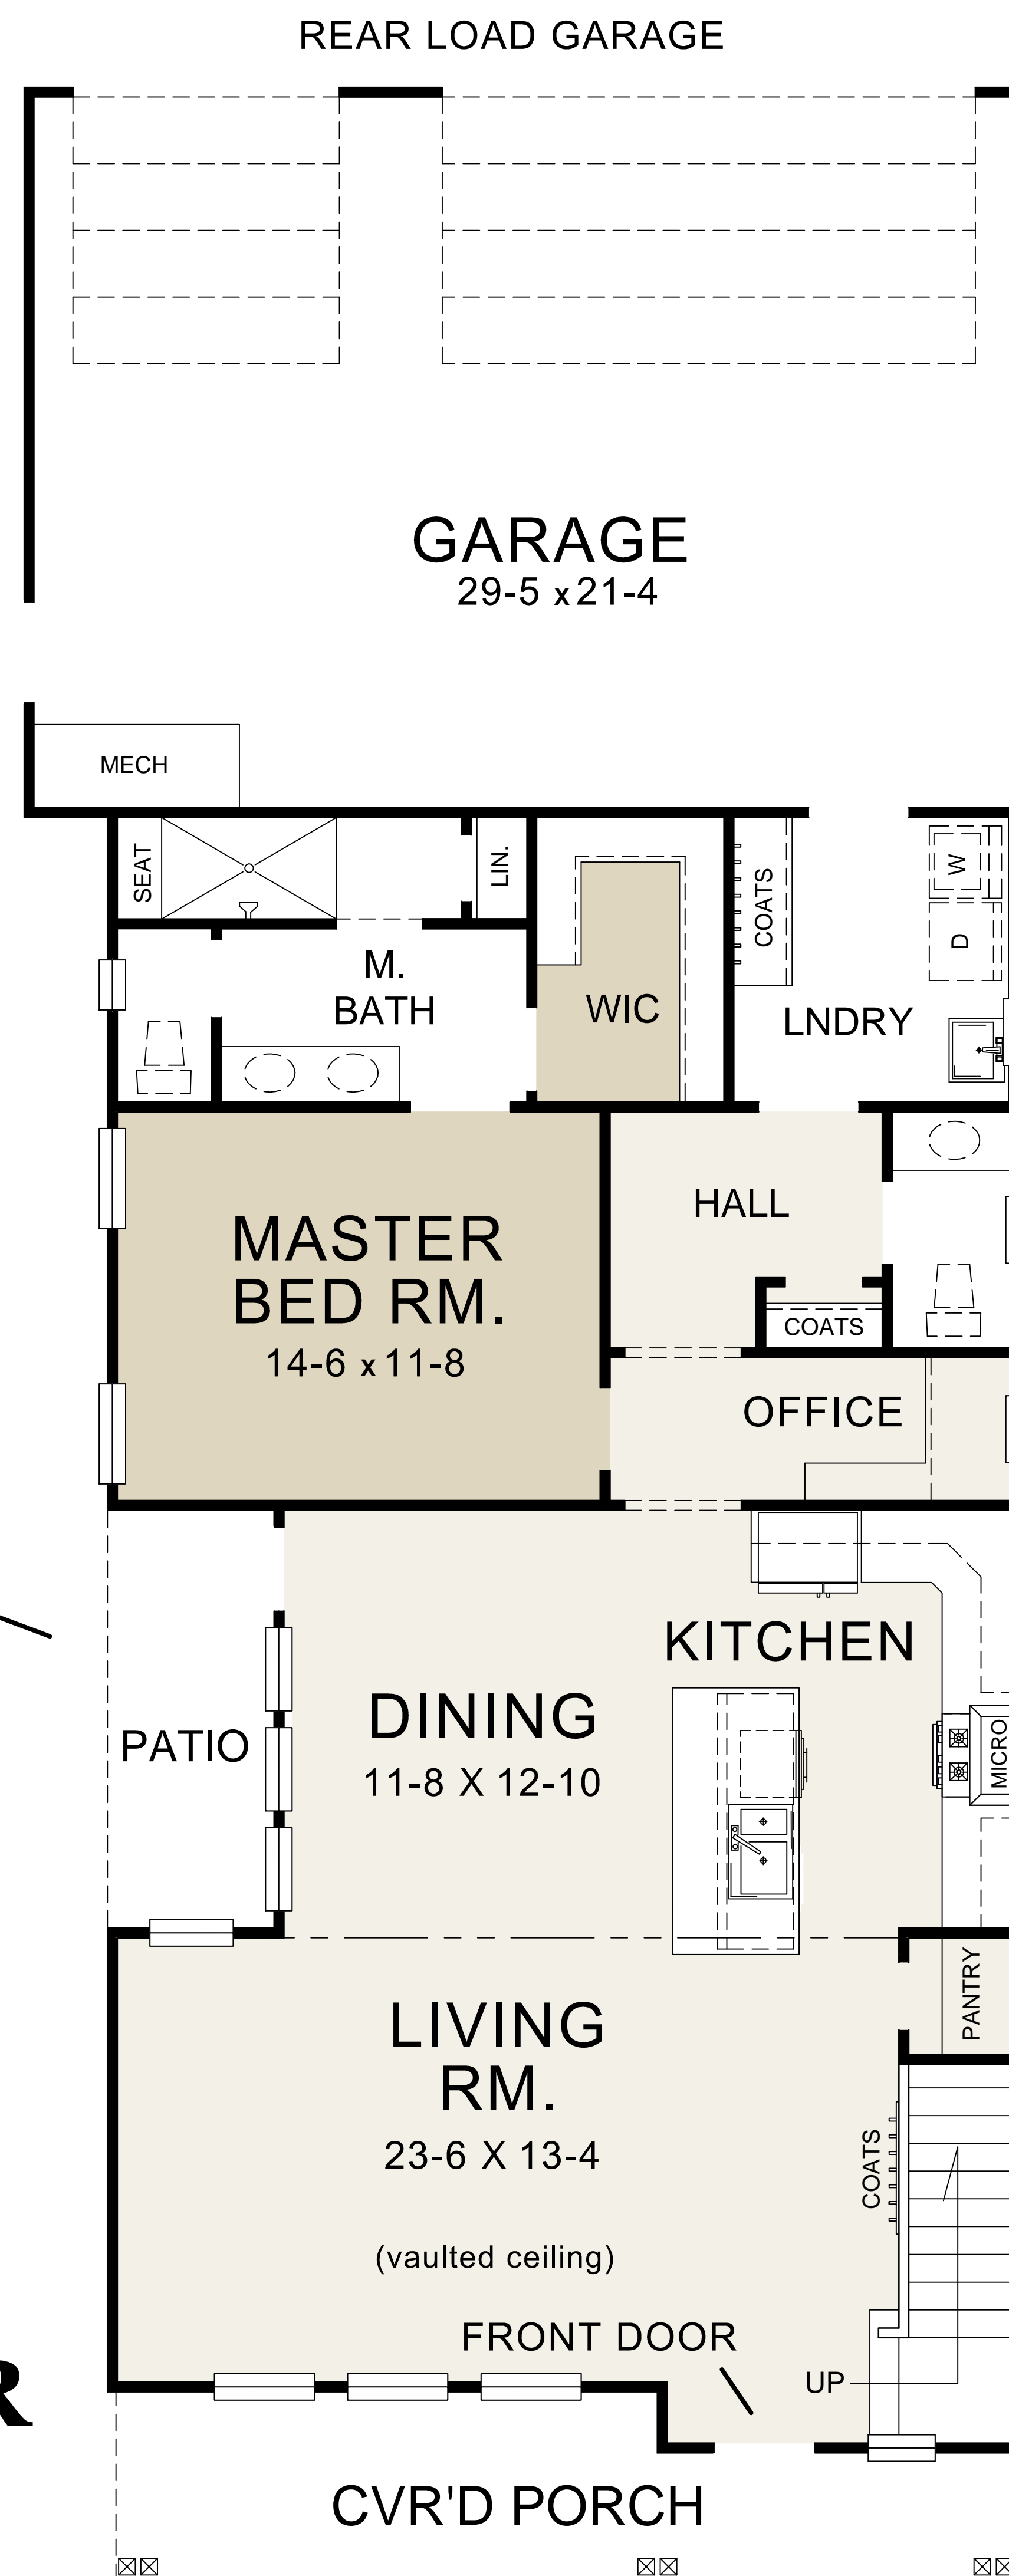 REAR LOAD GARAGE
GARAGE
29-5 x 21-4
MECH
SEAT
LIN.
COATS
W
D
M.
BATH
WIC
LNDRY
MASTER
BED RM.
14-6 x 11-8
HALL
COATS
OFFICE
KITCHEN
DINING
11-8 X 12-10
PATIO
MICRO
LIVING
RM.
23-6 X 13-4
PANTRY
COATS
(vaulted ceiling)
FRONT DOOR
UP
R
CVR'D PORCH